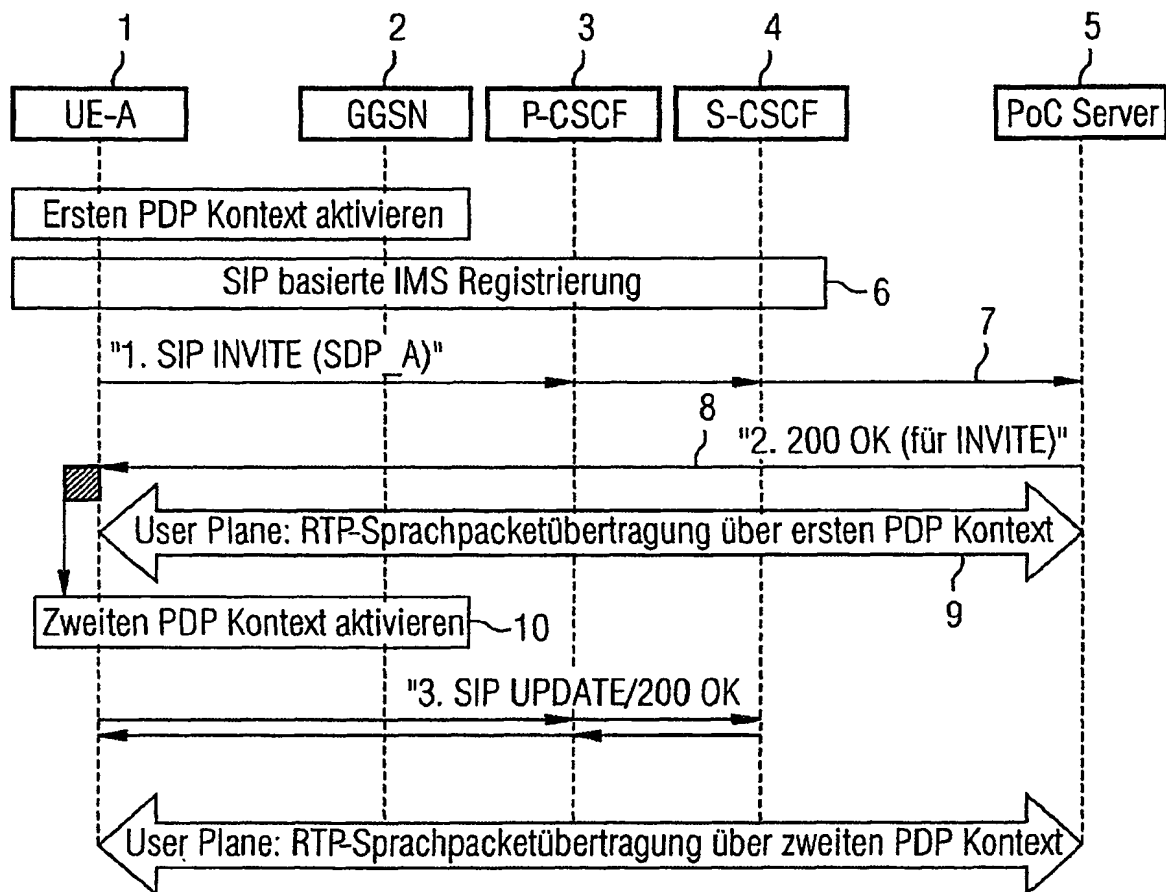 1 2 3 4 5
UE-A GGSN P-CSCF S-CSCF PoC Server
Ersten PDP Kontext aktivieren
SIP basierte IMS Registrierung 6
"1. SIP INVITE (SDP_A)" 7
8 "2. 200 OK (für INVITE)"
User Plane: RTP-Sprachpacketübertragung über ersten PDP Kontext
9
Zweiten PDP Kontext aktivieren 10
"3. SIP UPDATE/200 OK
User Plane: RTP-Sprachpacketübertragung über zweiten PDP Kontext